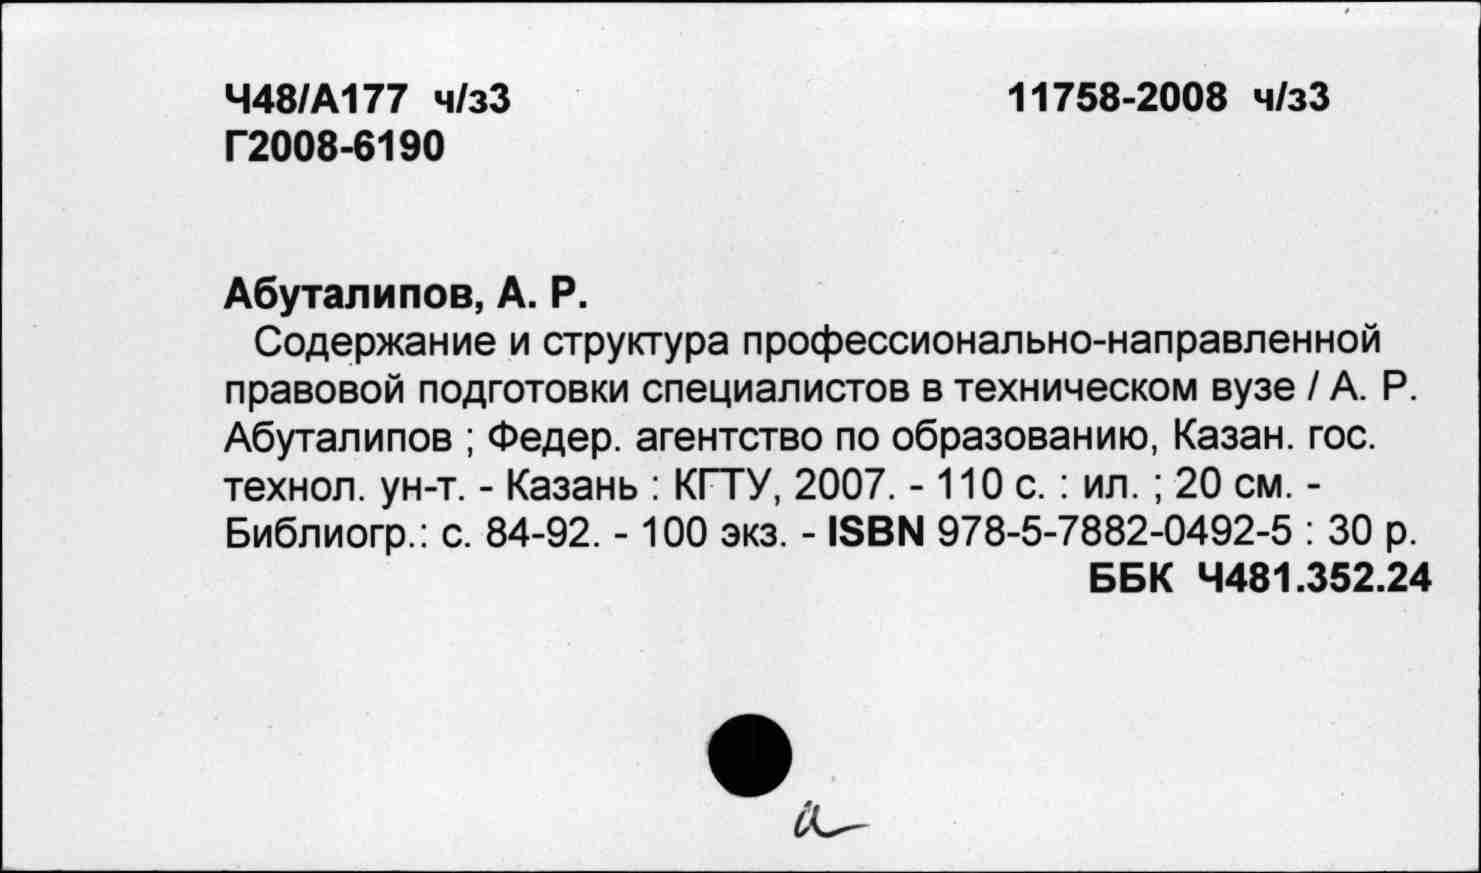 Ч48/А177 ч/з3 11758-2008 ч/з3
Г2008-6190
Абуталипов, А. Р.
Содержание и структура профессионально-направленной
правовой подготовки специалистов в техническом вузе / А. Р.
Абуталипов ; Федер. агентство по образованию, Казан. гос.
технол. ун-т. - Казань : КГТУ, 2007. - 110 с. : ил. ; 20 см. -
Библиогр.: с. 84-92. - 100 экз. - ISBN 978-5-7882-0492-5 : 30 р.
ББК Ч481.352.24